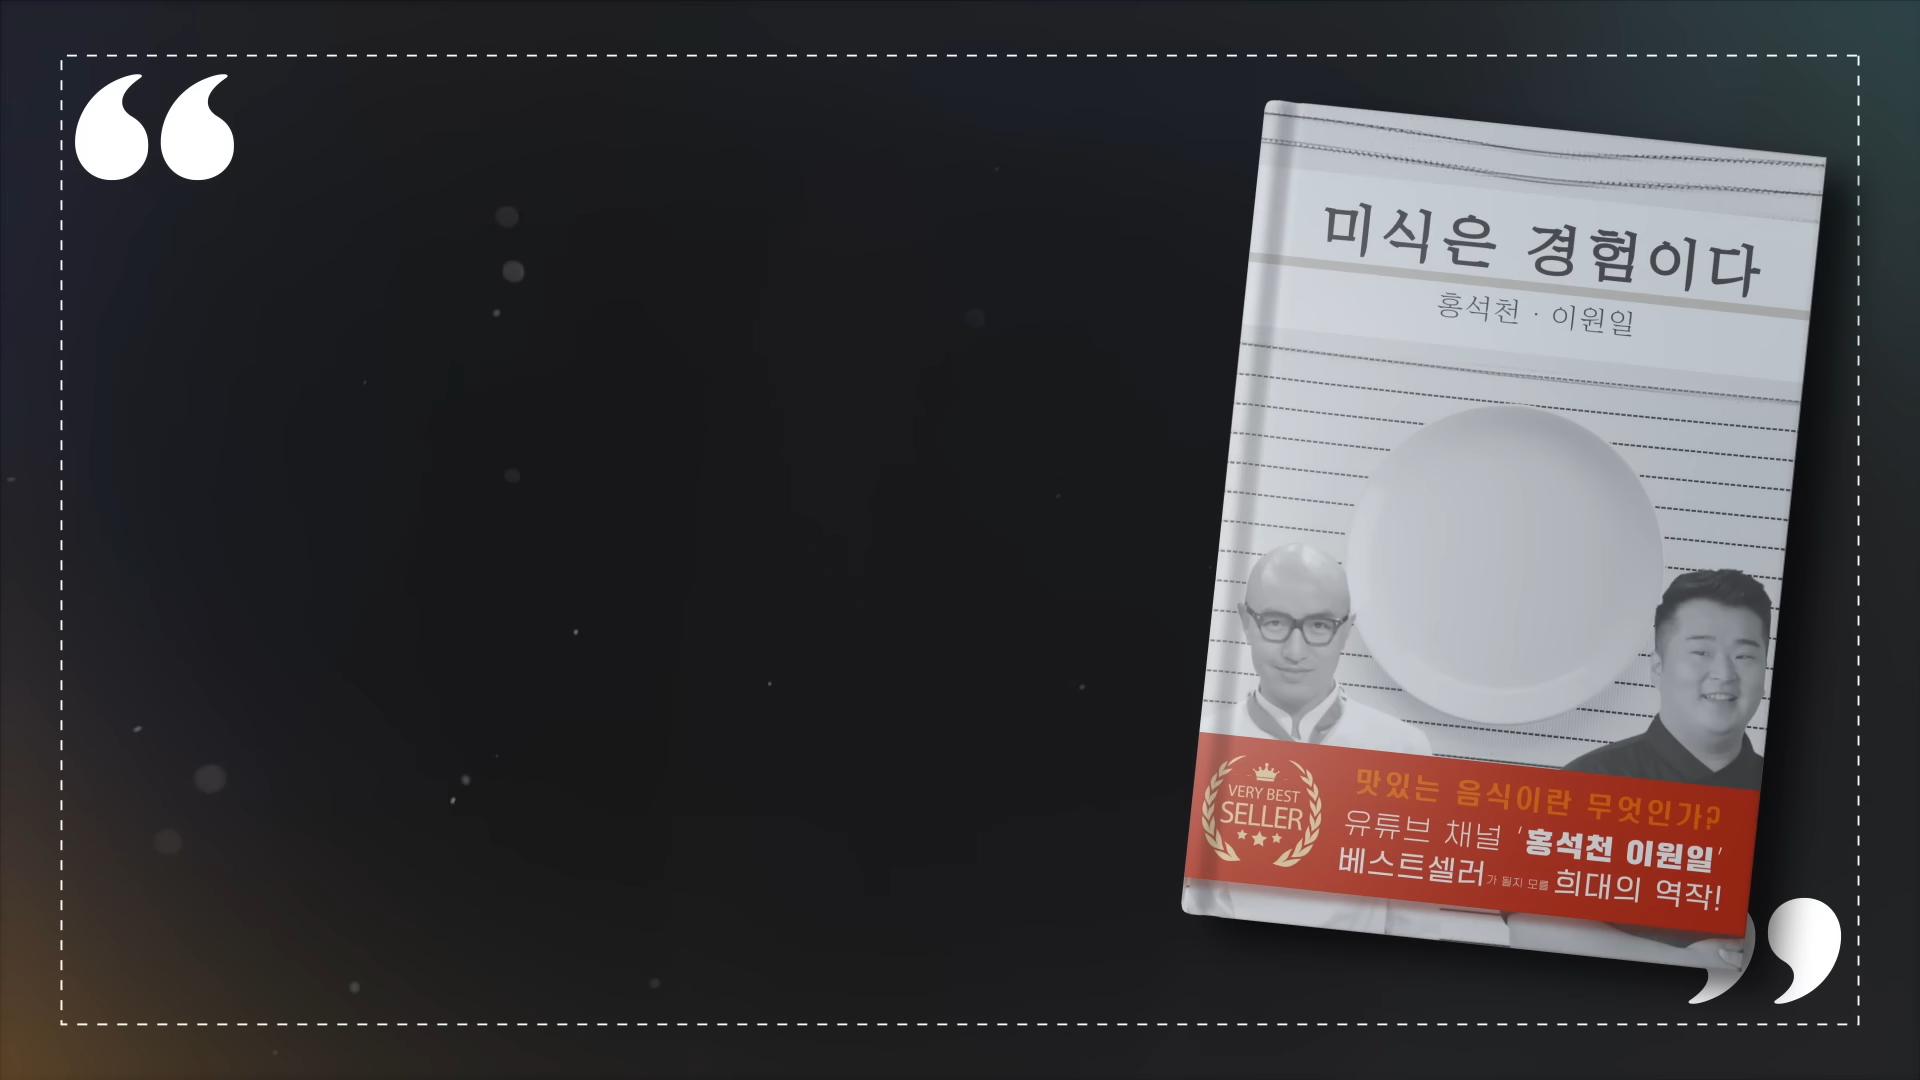 미식은 경험이다
홍석천 · 이원일
VERY BEST
SELLER
맛있는 음식이란 무엇인가?
유튜브 채널 '홍석천 이원일'
베스트셀러가 될지 모를 희대의 역작!